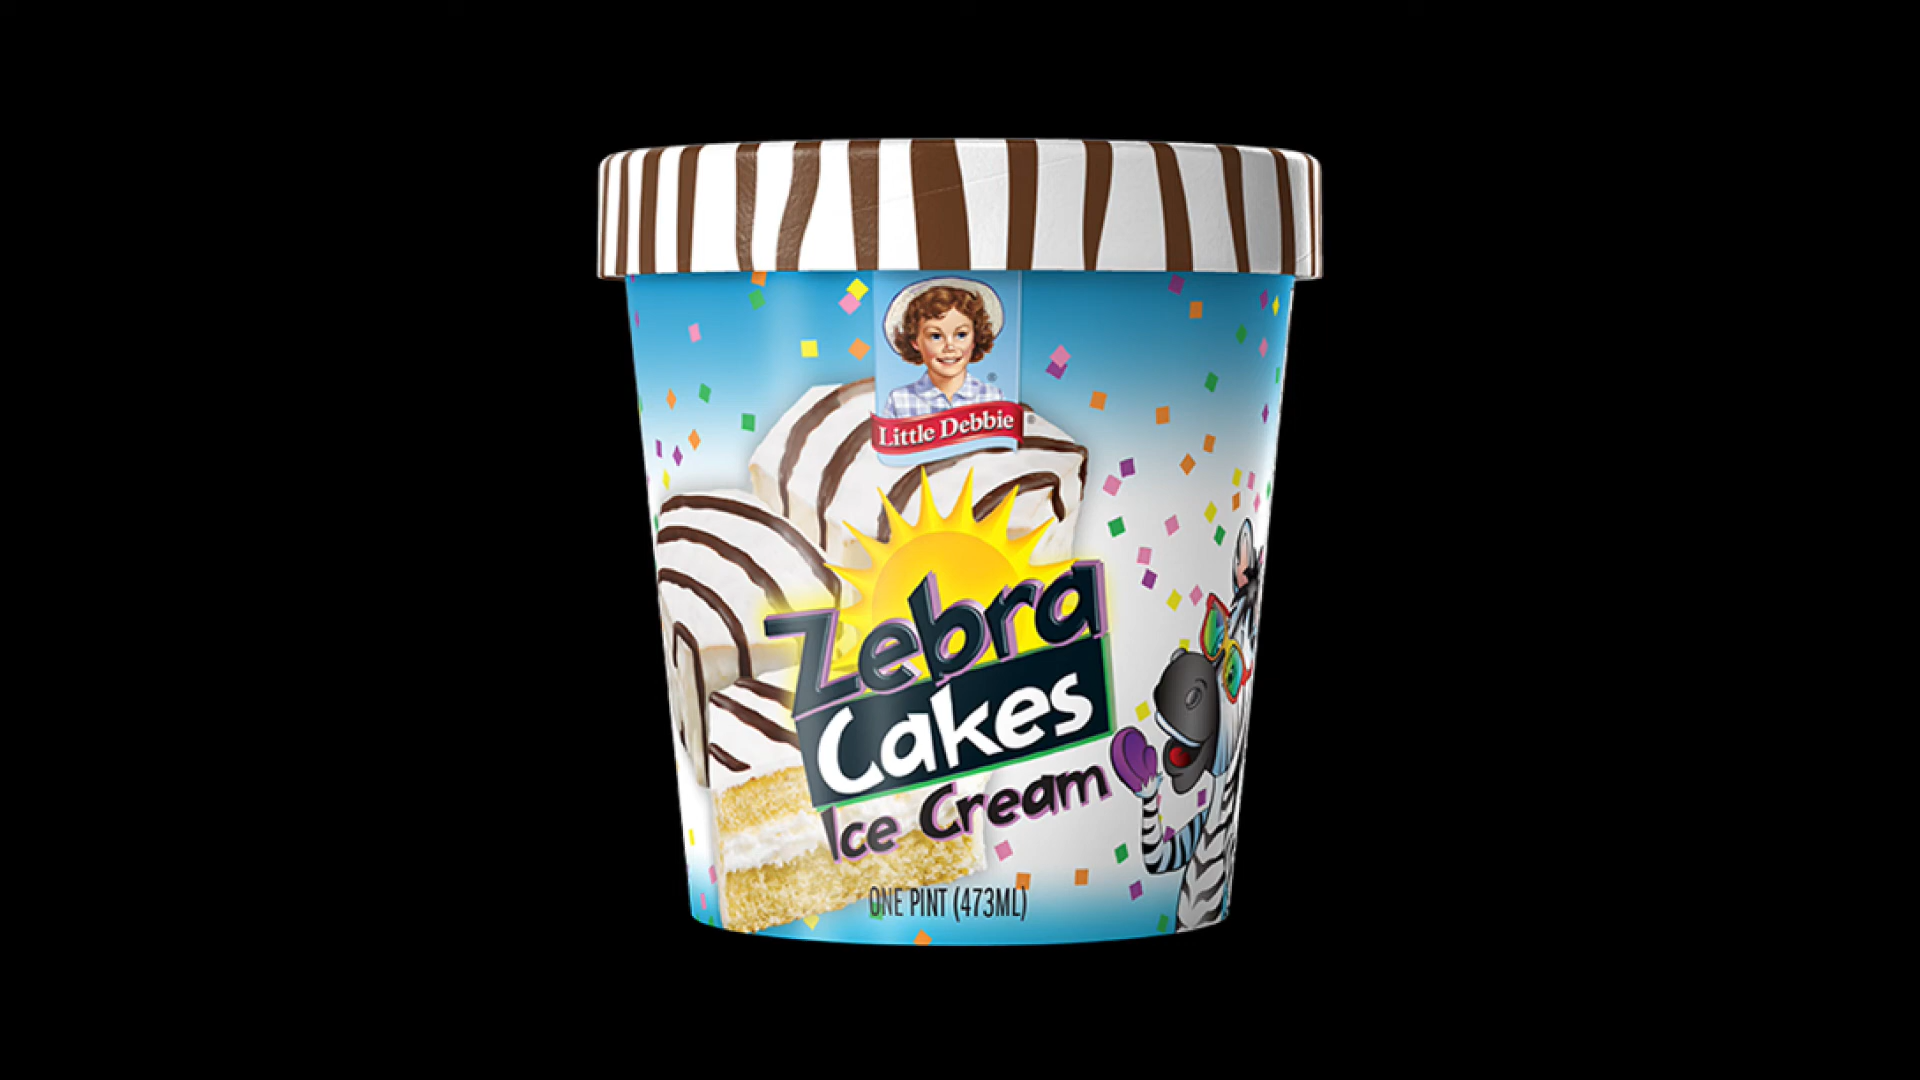 Little Debbie
Zebra
Cakes
Ice Cream
ONE PINT (473ML)